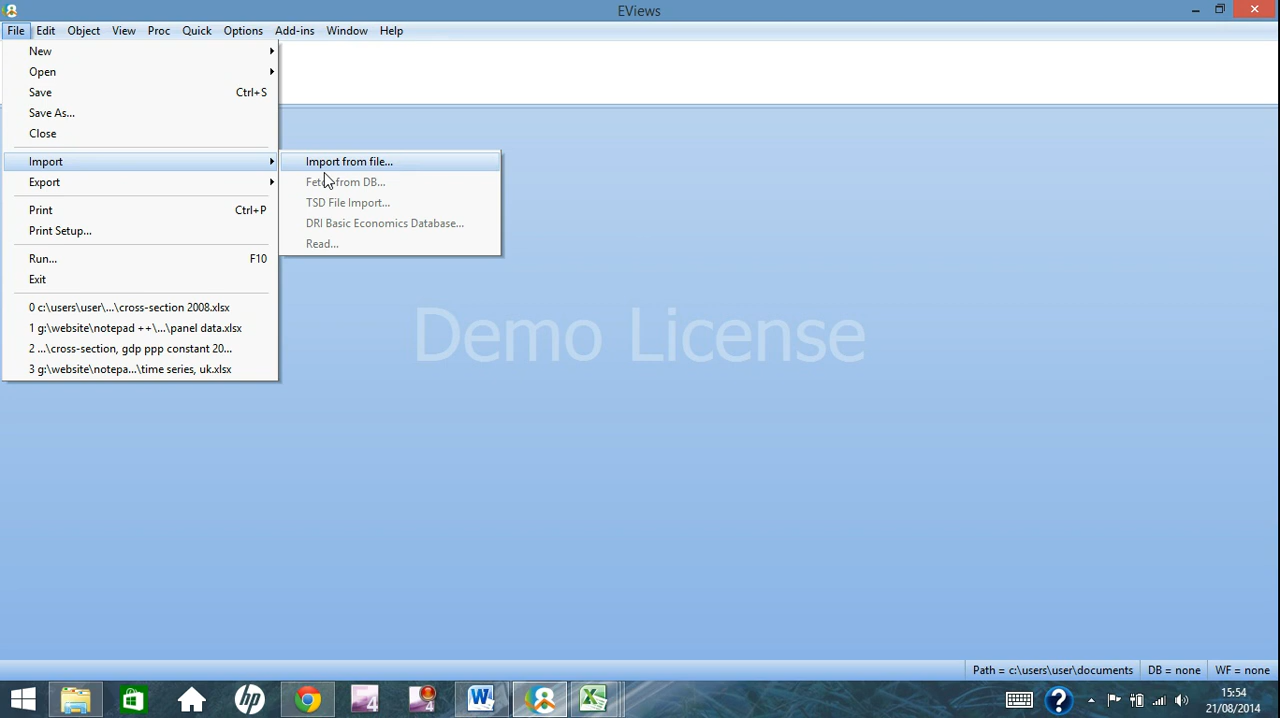 EViews
File Edit Object View Proc Quick Options Add-ins Window Help
New
Open
Save Ctrl+S
Save As...
Close
Import
Export
Print Ctrl+P
Print Setup...
Run... F10
Exit
0 c:\users\user\...\cross-section 2008.xlsx
1 g:\website\notepad ++\...\panel data.xlsx
2 ...\cross-section, gdp ppp constant 20...
3 g:\website\notepa...\time series, uk.xlsx
Import from file...
from DB...
TSD File Import...
DRI Basic Economics Database...
Read...
Demo License
Path = c:\users\user\documents DB = none WF = none
15:54
21/08/2014